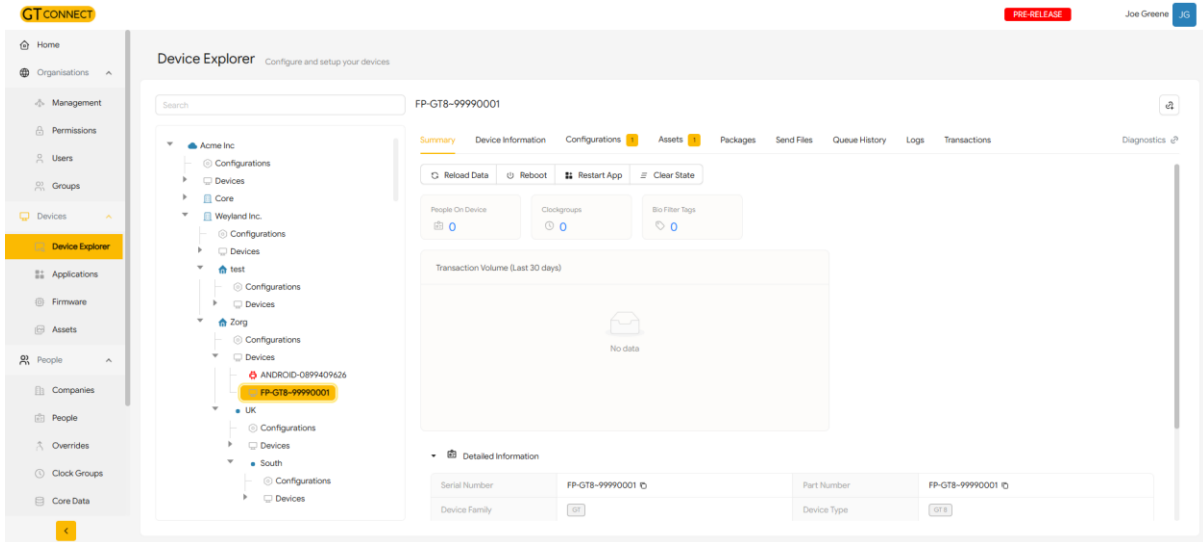 GT CONNECT
PRE-RELEASE
Joe Greene
JG
Home
Organisations
Management
Permissions
Users
Groups
Devices
Device Explorer
Applications
Firmware
Assets
People
Companies
People
Overrides
Clock Groups
Core Data
Device Explorer Configure and setup your devices
Search
Acme Inc
Configurations
Devices
Core
Weyland Inc.
Configurations
Devices
test
Configurations
Devices
Zorg
Configurations
Devices
ANDROID-0899409626
FP-GT8~99990001
UK
Configurations
Devices
South
Configurations
Devices
FP-GT8~99990001
Summary Device Information Configurations 1 Assets 1 Packages Send Files Queue History Logs Transactions Diagnostics
Reload Data Reboot Restart App Clear State
People On Device Clockgroups Bio Filter Tags
0 0 0
Transaction Volume (Last 30 days)
No data
Detailed Information
Serial Number FP-GT8~99990001 Part Number FP-GT8~99990001
Device Family GT Device Type GT 8